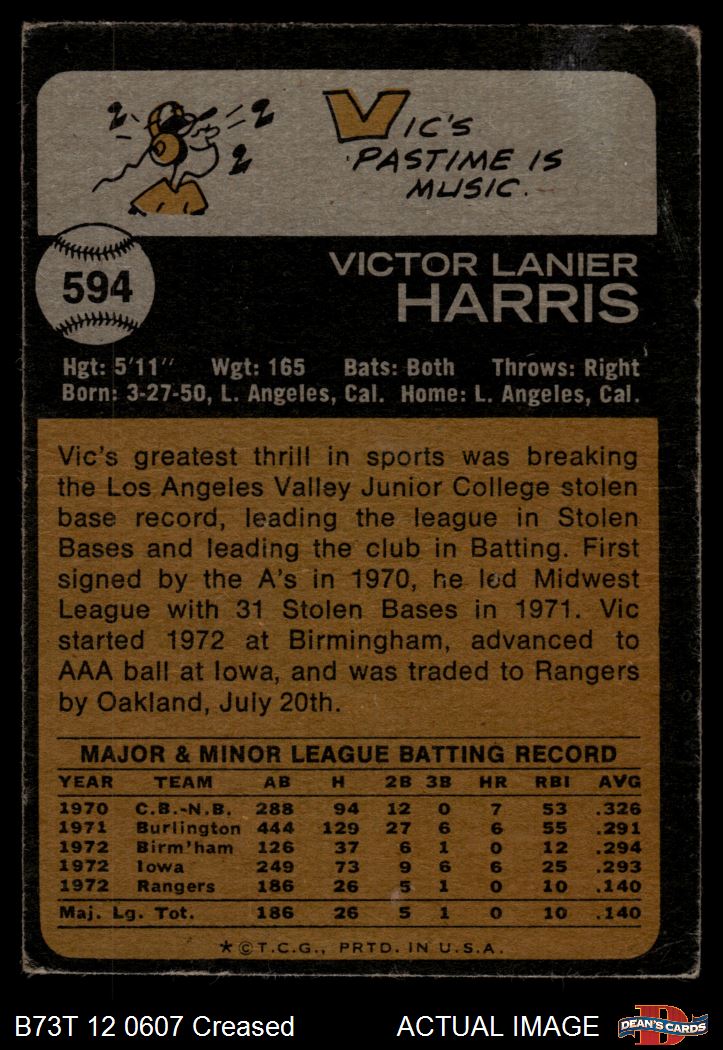 VIC'S
PASTIME IS
MUSIC.
594
VICTOR LANIER
HARRIS
Hgt: 5'11" Wgt: 165 Bats: Both Throws: Right
Born: 3-27-50, L. Angeles, Cal. Home: L. Angeles, Cal.
Vic's greatest thrill in sports was breaking
the Los Angeles Valley Junior College stolen
base record, leading the league in Stolen
Bases and leading the club in Batting. First
signed by the A's in 1970, he led Midwest
League with 31 Stolen Bases in 1971. Vic
started 1972 at Birmingham, advanced to
AAA ball at Iowa, and was traded to Rangers
by Oakland, July 20th.
MAJOR & MINOR LEAGUE BATTING RECORD
YEAR TEAM AB H 2B 3B HR RBI AVG
1970 C.B.-N.B. 288 94 12 0 7 53 .326
1971 Burlington 444 129 27 6 6 55 .291
1972 Birm'ham 126 37 6 1 0 12 .294
1972 Iowa 249 73 9 6 6 25 .293
1972 Rangers 186 26 5 1 0 10 .140
Maj. Lg. Tot. 186 26 5 1 0 10 .140
★ © T.C.G., PRTD. IN U.S.A.
B73T 12 0607 Creased ACTUAL IMAGE
D
DEAN'S CARDS